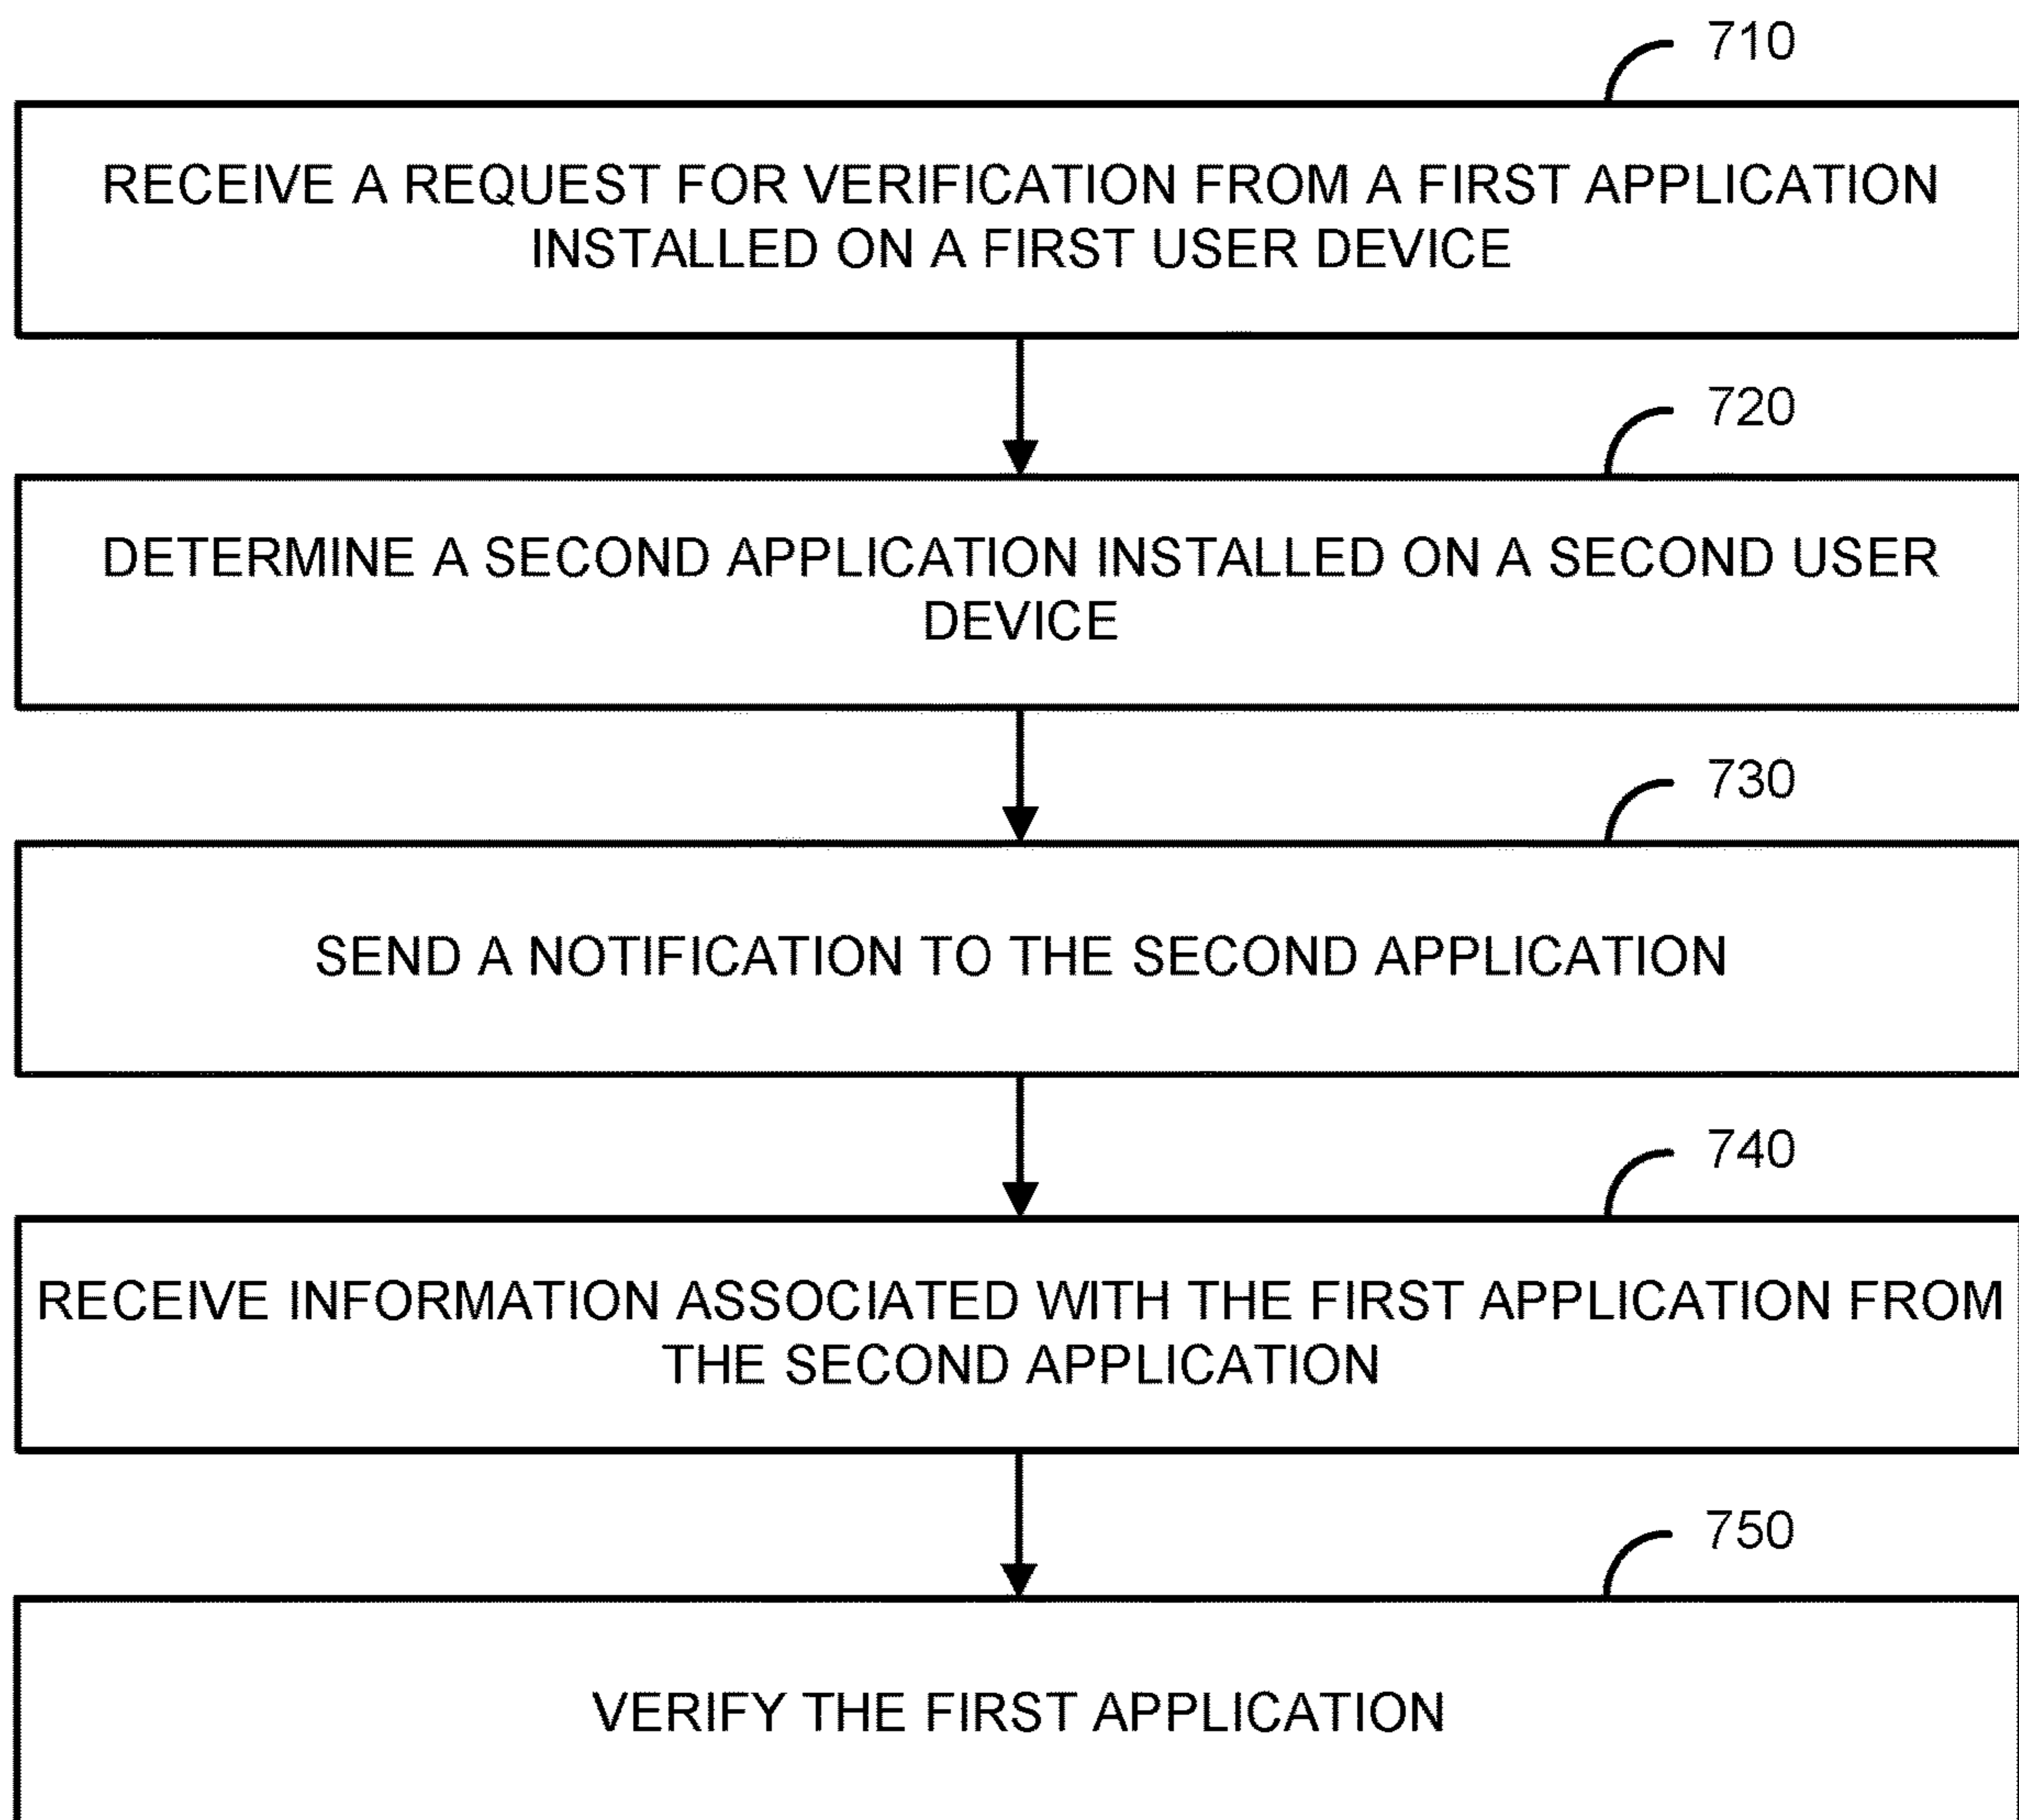 710
RECEIVE A REQUEST FOR VERIFICATION FROM A FIRST APPLICATION
INSTALLED ON A FIRST USER DEVICE
720
DETERMINE A SECOND APPLICATION INSTALLED ON A SECOND USER
DEVICE
730
SEND A NOTIFICATION TO THE SECOND APPLICATION
740
RECEIVE INFORMATION ASSOCIATED WITH THE FIRST APPLICATION FROM
THE SECOND APPLICATION
750
VERIFY THE FIRST APPLICATION